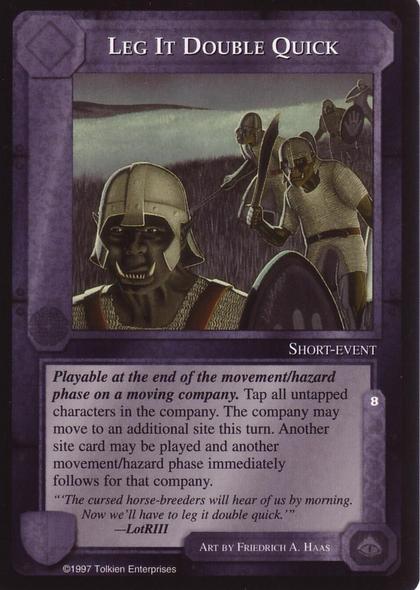 LEG IT DOUBLE QUICK
SHORT-EVENT
Playable at the end of the movement/hazard
phase on a moving company. Tap all untapped
characters in the company. The company may
move to an additional site this turn. Another
site card may be played and another
movement/hazard phase immediately
follows for that company.
8
“‘The cursed horse-breeders will hear of us by morning.
Now we’ll have to leg it double quick.’”
—LotRIII
ART BY FRIEDRICH A. HAAS
©1997 Tolkien Enterprises